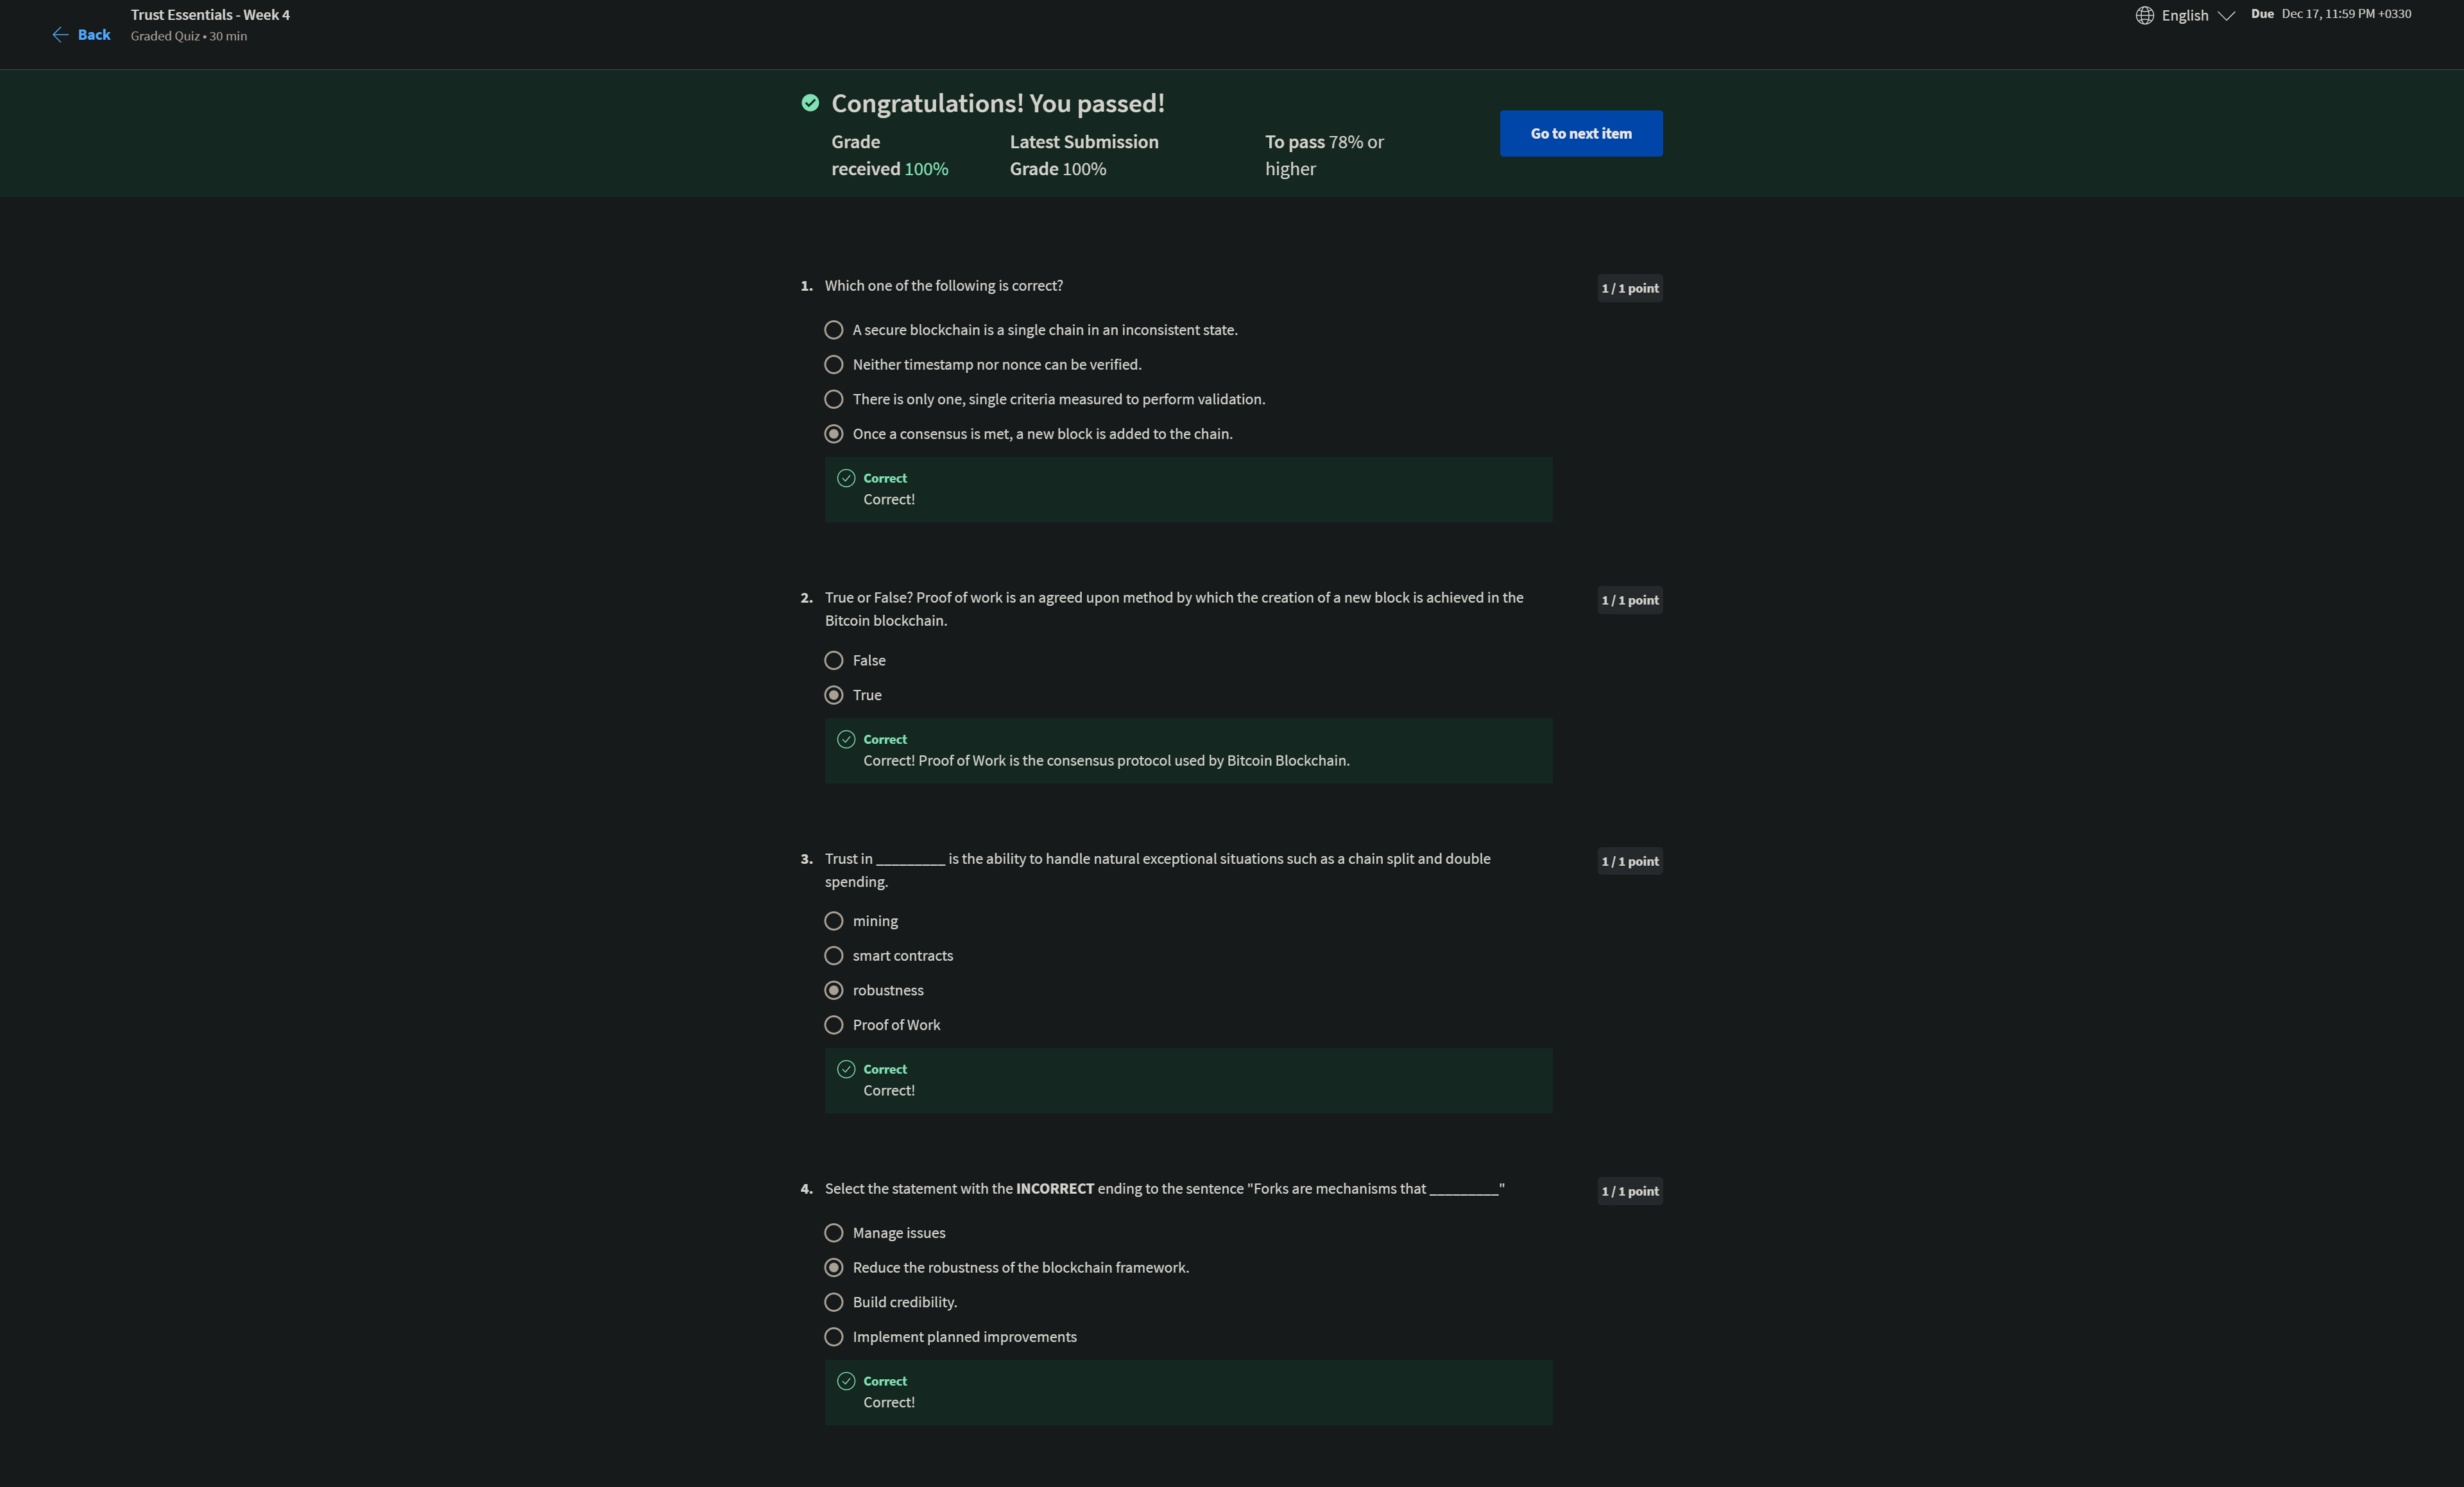 Back
Trust Essentials - Week 4
Graded Quiz • 30 min
English
Due Dec 17, 11:59 PM +0330
Congratulations! You passed!
Grade
received 100%
Latest Submission
Grade 100%
To pass 78% or
higher
Go to next item
1. Which one of the following is correct?
1 / 1 point
A secure blockchain is a single chain in an inconsistent state.
Neither timestamp nor nonce can be verified.
There is only one, single criteria measured to perform validation.
Once a consensus is met, a new block is added to the chain.
Correct
Correct!
2. True or False? Proof of work is an agreed upon method by which the creation of a new block is achieved in the
Bitcoin blockchain.
1 / 1 point
False
True
Correct
Correct! Proof of Work is the consensus protocol used by Bitcoin Blockchain.
3. Trust in _________ is the ability to handle natural exceptional situations such as a chain split and double
spending.
1 / 1 point
mining
smart contracts
robustness
Proof of Work
Correct
Correct!
4. Select the statement with the INCORRECT ending to the sentence "Forks are mechanisms that _________"
1 / 1 point
Manage issues
Reduce the robustness of the blockchain framework.
Build credibility.
Implement planned improvements
Correct
Correct!